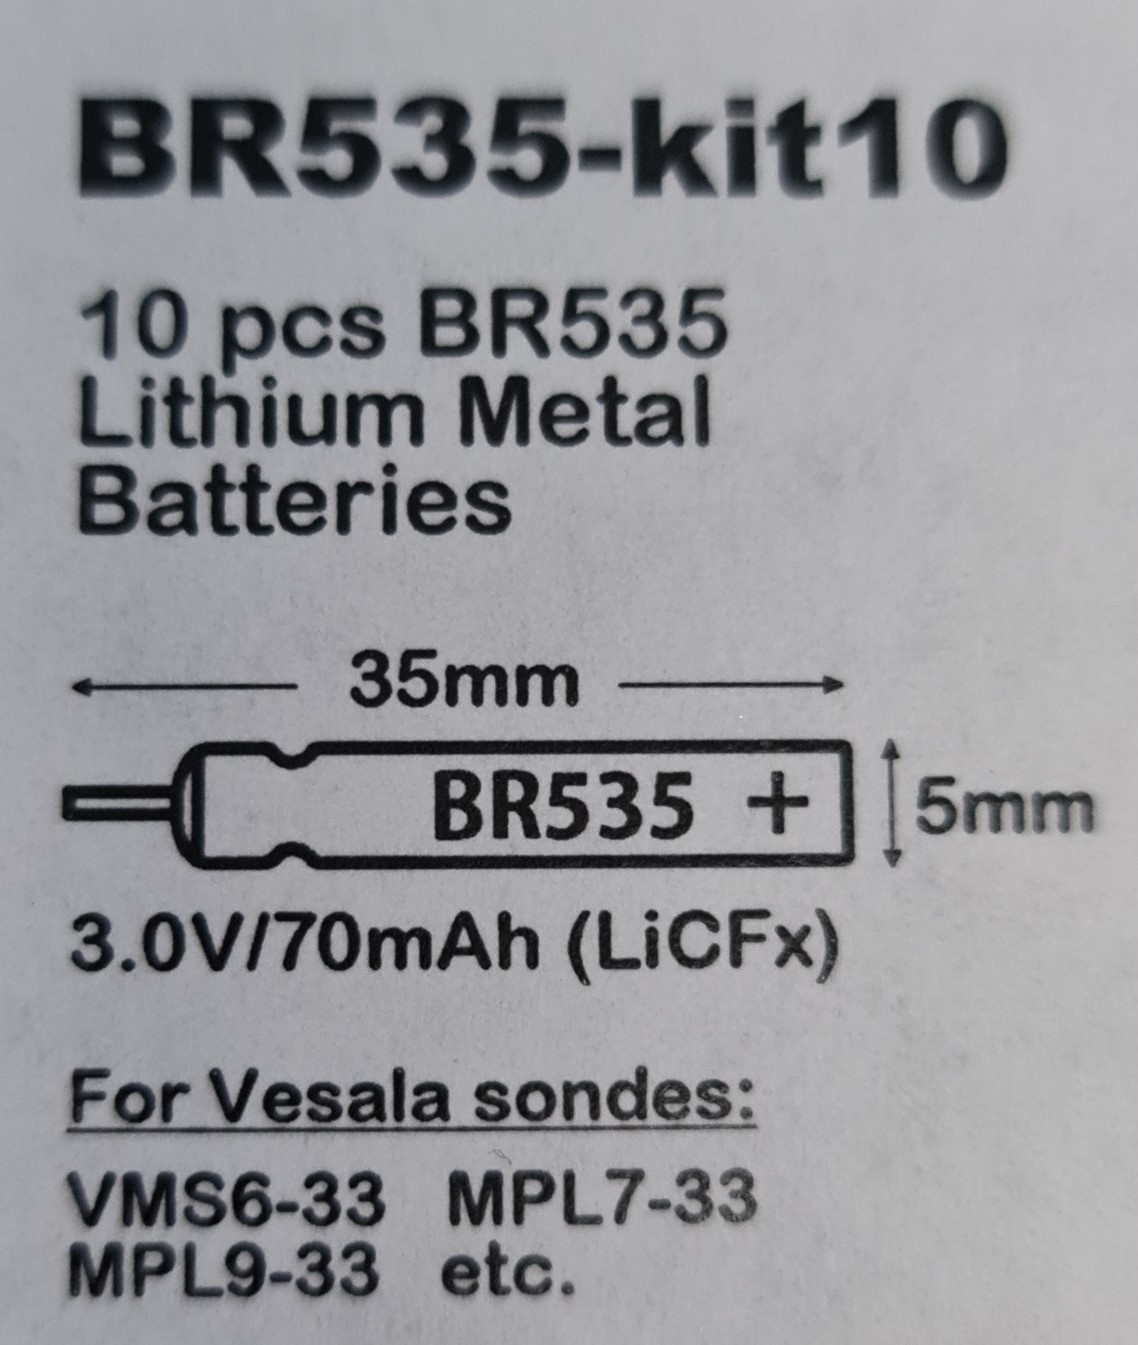 BR535-kit10
10 pcs BR535
Lithium Metal
Batteries
35mm
BR535 +
5mm
3.0V/70mAh (LiCFx)
For Vesala sondes:
VMS6-33 MPL7-33
MPL9-33 etc.